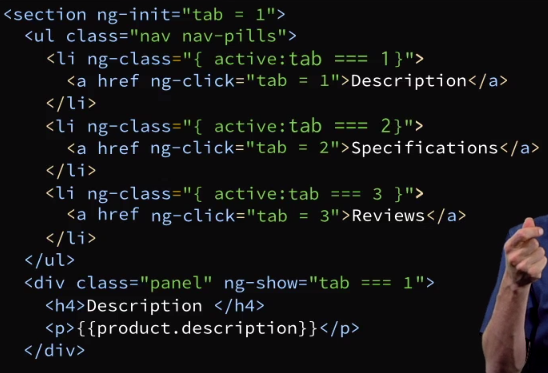 <section ng-init="tab = 1">
<ul class="nav nav-pills">
<li ng-class="{ active:tab === 1}">
<a href ng-click="tab = 1">Description</a>
</li>
<li ng-class="{ active:tab === 2}">
<a href ng-click="tab = 2">Specifications</a>
</li>
<li ng-class="{ active:tab === 3 }">
<a href ng-click="tab = 3">Reviews</a>
</li>
</ul>
<div class="panel" ng-show="tab === 1">
<h4>Description </h4>
<p>{{product.description}}</p>
</div>